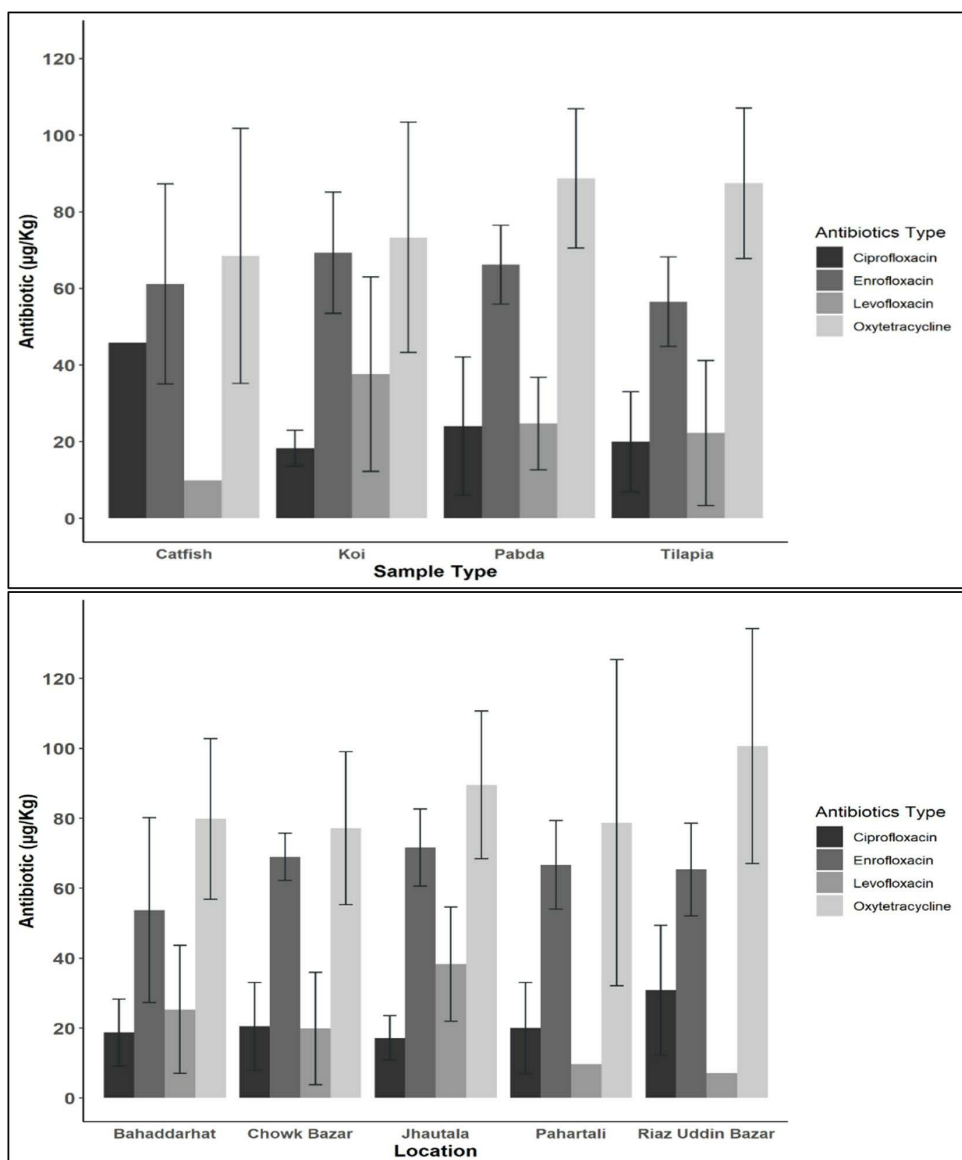 120
100
80
60
40
20
0
Antibiotic (µg/Kg)
Catfish Koi Pabda Tilapia
Sample Type
Antibiotics Type
Ciprofloxacin
Enrofloxacin
Levofloxacin
Oxytetracycline
120
100
80
60
40
20
0
Antibiotic (µg/Kg)
Bahaddarhat Chowk Bazar Jhautala Pahartali Riaz Uddin Bazar
Location
Antibiotics Type
Ciprofloxacin
Enrofloxacin
Levofloxacin
Oxytetracycline